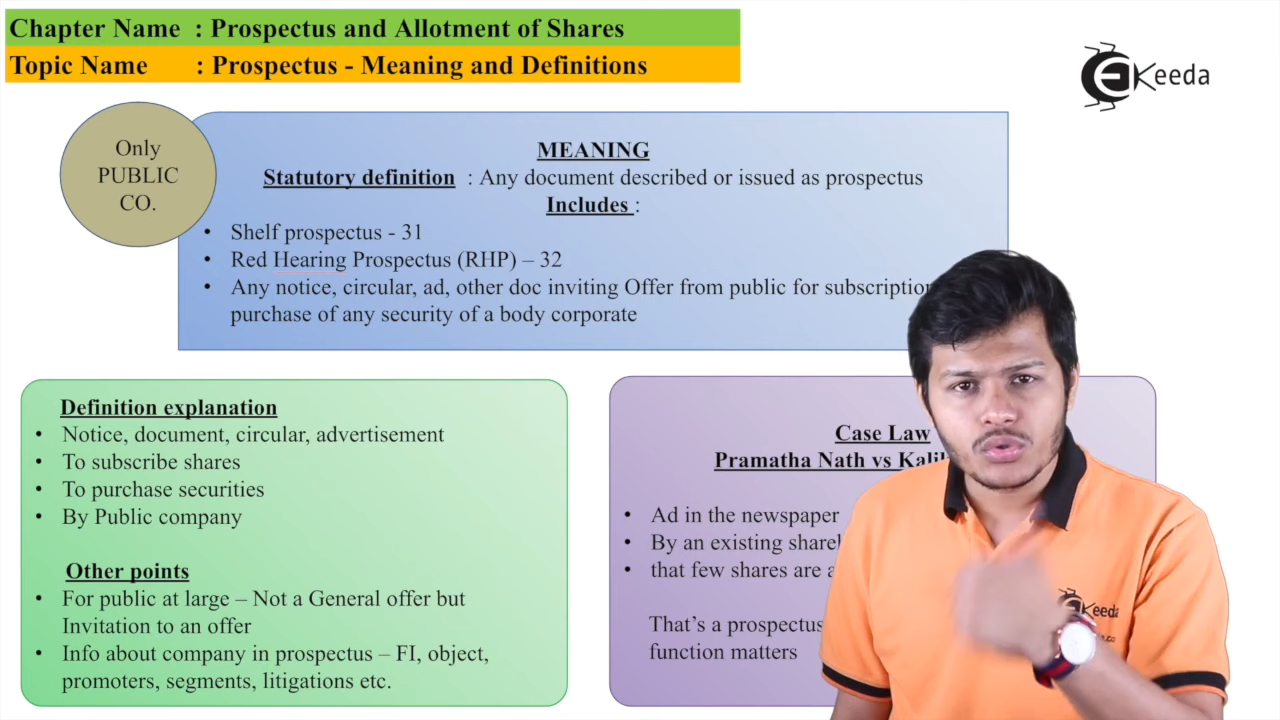 Chapter Name : Prospectus and Allotment of Shares
Topic Name : Prospectus - Meaning and Definitions
Keeda
Only
PUBLIC
CO.
MEANING
Statutory definition : Any document described or issued as prospectus
Includes :
• Shelf prospectus - 31
• Red Hearing Prospectus (RHP) – 32
• Any notice, circular, ad, other doc inviting Offer from public for subscription
purchase of any security of a body corporate
Definition explanation
• Notice, document, circular, advertisement
• To subscribe shares
• To purchase securities
• By Public company
Other points
• For public at large – Not a General offer but
Invitation to an offer
• Info about company in prospectus – FI, object,
promoters, segments, litigations etc.
Case Law
Pramatha Nath vs
• Ad in the newspaper
• By an existing
• that few shares are
That's a prospectus
function matters
Keeda